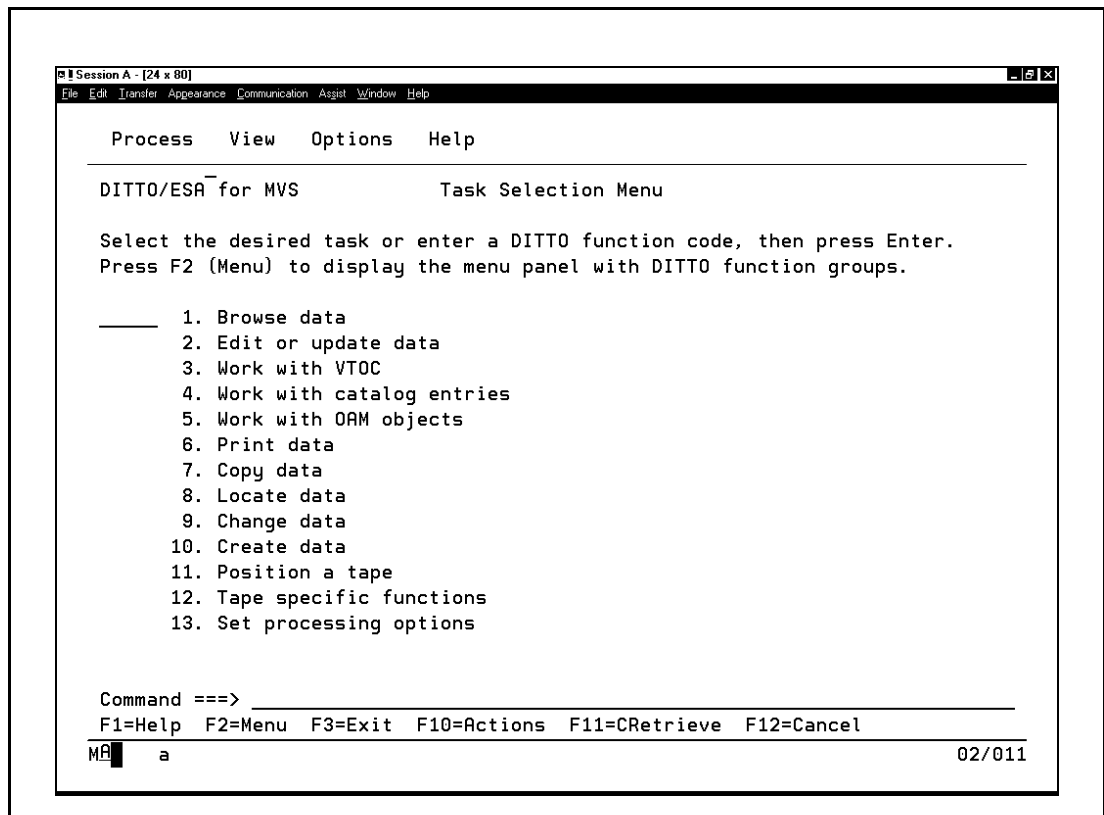 Session A - [24 x 80]
File Edit Transfer Appearance Communication Assist Window Help
Process View Options Help
DITTO/ESA for MVS Task Selection Menu
Select the desired task or enter a DITTO function code, then press Enter.
Press F2 (Menu) to display the menu panel with DITTO function groups.
_____ 1. Browse data
2. Edit or update data
3. Work with VTOC
4. Work with catalog entries
5. Work with OAM objects
6. Print data
7. Copy data
8. Locate data
9. Change data
10. Create data
11. Position a tape
12. Tape specific functions
13. Set processing options
Command ===> 
F1=Help F2=Menu F3=Exit F10=Actions F11=CRetrieve F12=Cancel
MA a 02/011